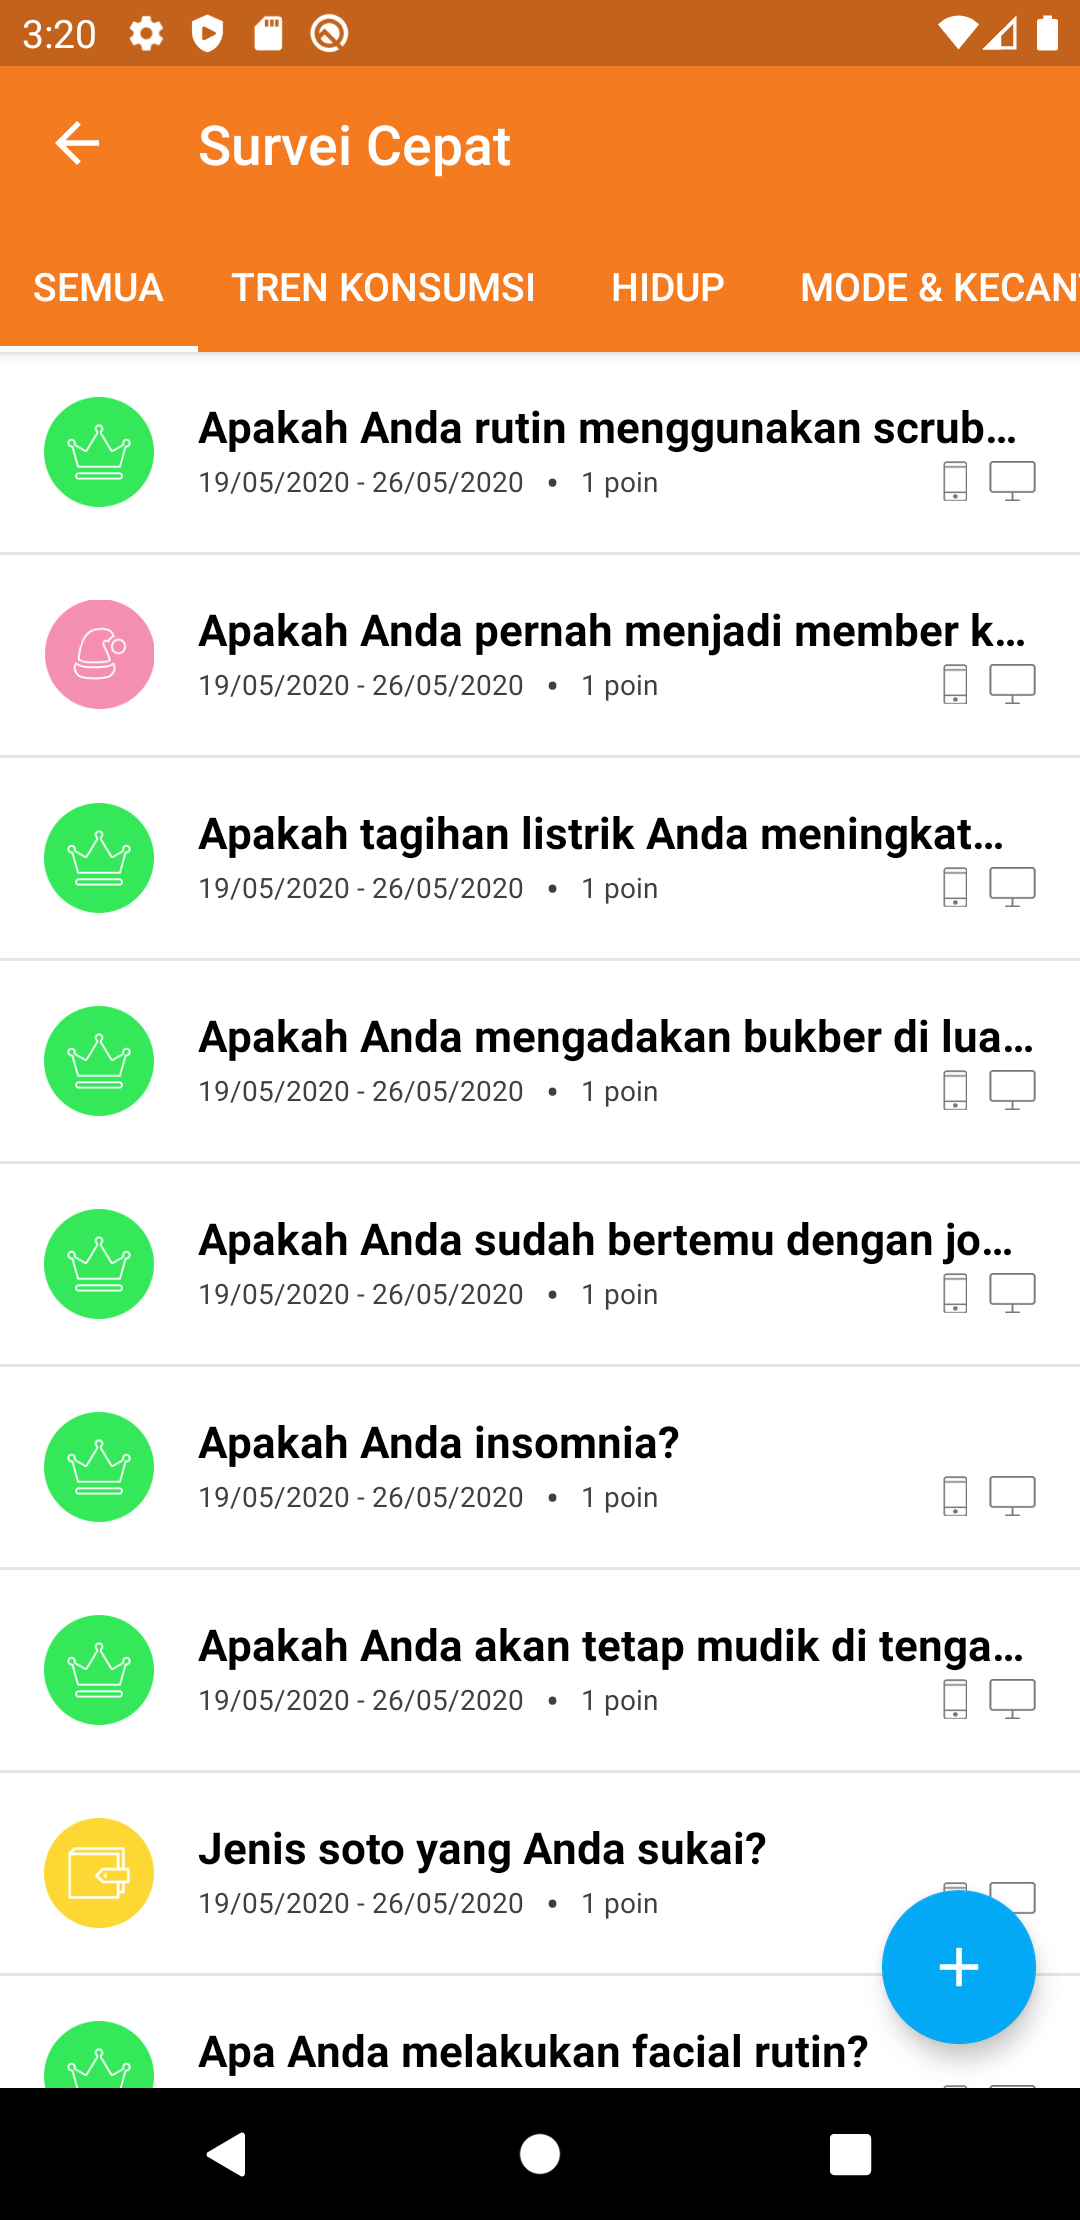 3:20
Survei Cepat
SEMUA TREN KONSUMSI HIDUP MODE & KECAN
Apakah Anda rutin menggunakan scrub...
19/05/2020 - 26/05/2020 • 1 poin
Apakah Anda pernah menjadi member k...
19/05/2020 - 26/05/2020 • 1 poin
Apakah tagihan listrik Anda meningkat...
19/05/2020 - 26/05/2020 • 1 poin
Apakah Anda mengadakan bukber di lua...
19/05/2020 - 26/05/2020 • 1 poin
Apakah Anda sudah bertemu dengan jo...
19/05/2020 - 26/05/2020 • 1 poin
Apakah Anda insomnia?
19/05/2020 - 26/05/2020 • 1 poin
Apakah Anda akan tetap mudik di tenga...
19/05/2020 - 26/05/2020 • 1 poin
Jenis soto yang Anda sukai?
19/05/2020 - 26/05/2020 • 1 poin
Apa Anda melakukan facial rutin?